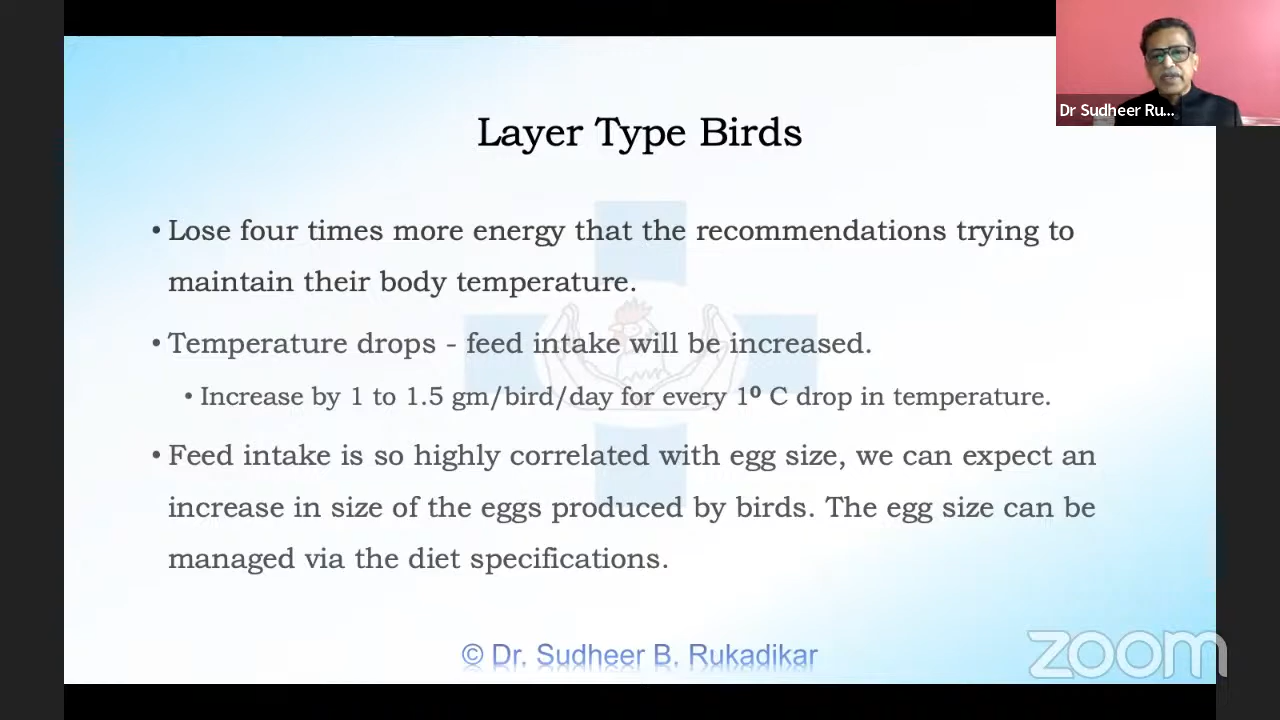 Dr Sudheer Ru...
Layer Type Birds
• Lose four times more energy that the recommendations trying to
maintain their body temperature.
• Temperature drops - feed intake will be increased.
• Increase by 1 to 1.5 gm/bird/day for every 1⁰ C drop in temperature.
• Feed intake is so highly correlated with egg size, we can expect an
increase in size of the eggs produced by birds. The egg size can be
managed via the diet specifications.
© Dr. Sudheer B. Rukadikar
zoom